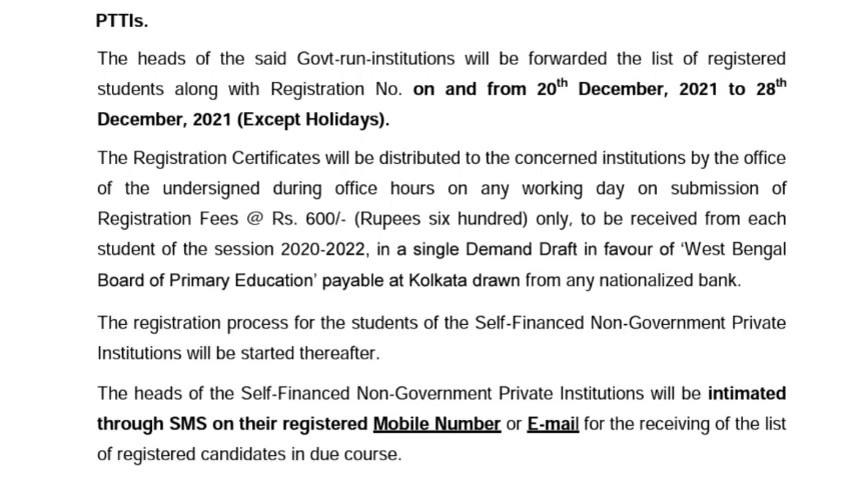 PTTIs.
The heads of the said Govt-run-institutions will be forwarded the list of registered
students along with Registration No. on and from 20th December, 2021 to 28th
December, 2021 (Except Holidays).
The Registration Certificates will be distributed to the concerned institutions by the office
of the undersigned during office hours on any working day on submission of
Registration Fees @ Rs. 600/- (Rupees six hundred) only, to be received from each
student of the session 2020-2022, in a single Demand Draft in favour of ‘West Bengal
Board of Primary Education’ payable at Kolkata drawn from any nationalized bank.
The registration process for the students of the Self-Financed Non-Government Private
Institutions will be started thereafter.
The heads of the Self-Financed Non-Government Private Institutions will be intimated
through SMS on their registered Mobile Number or E-mail for the receiving of the list
of registered candidates in due course.